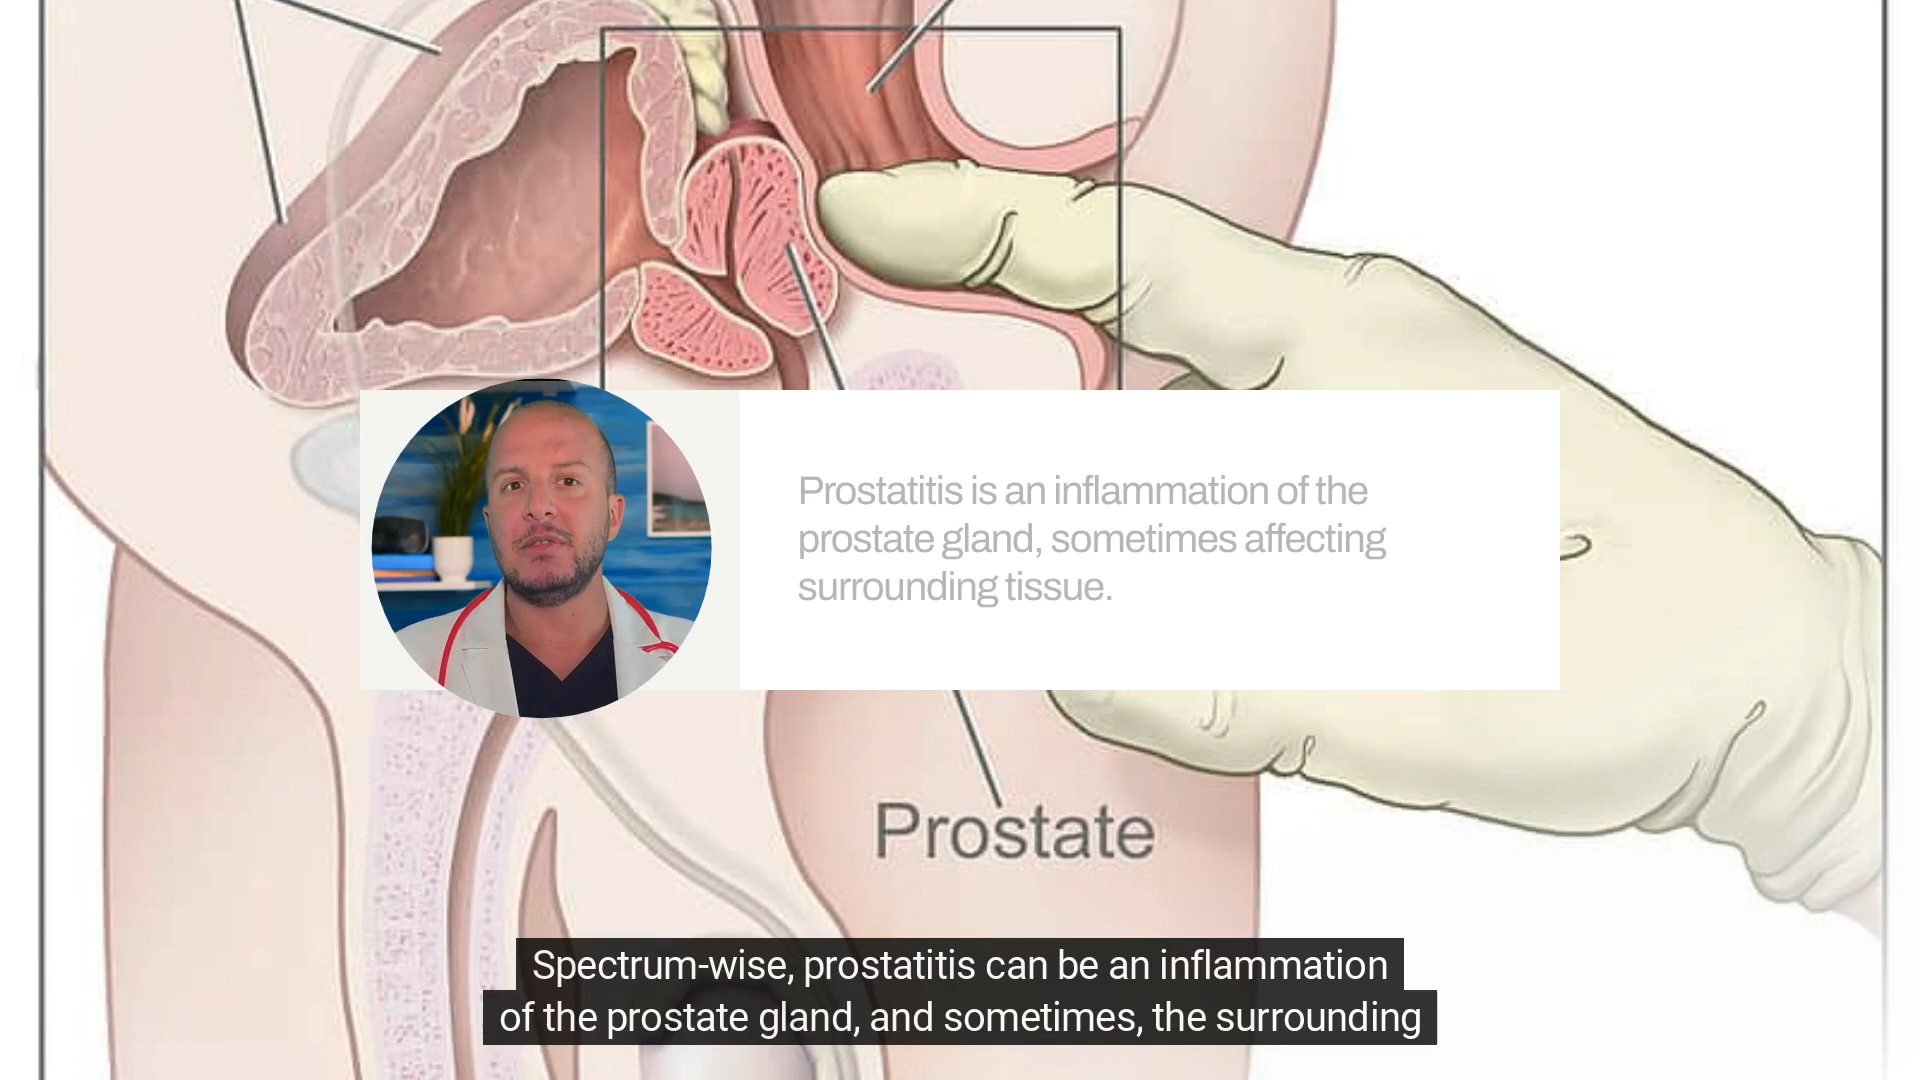 Prostatitis is an inflammation of the
prostate gland, sometimes affecting
surrounding tissue.
Prostate
Spectrum-wise, prostatitis can be an inflammation
of the prostate gland, and sometimes, the surrounding